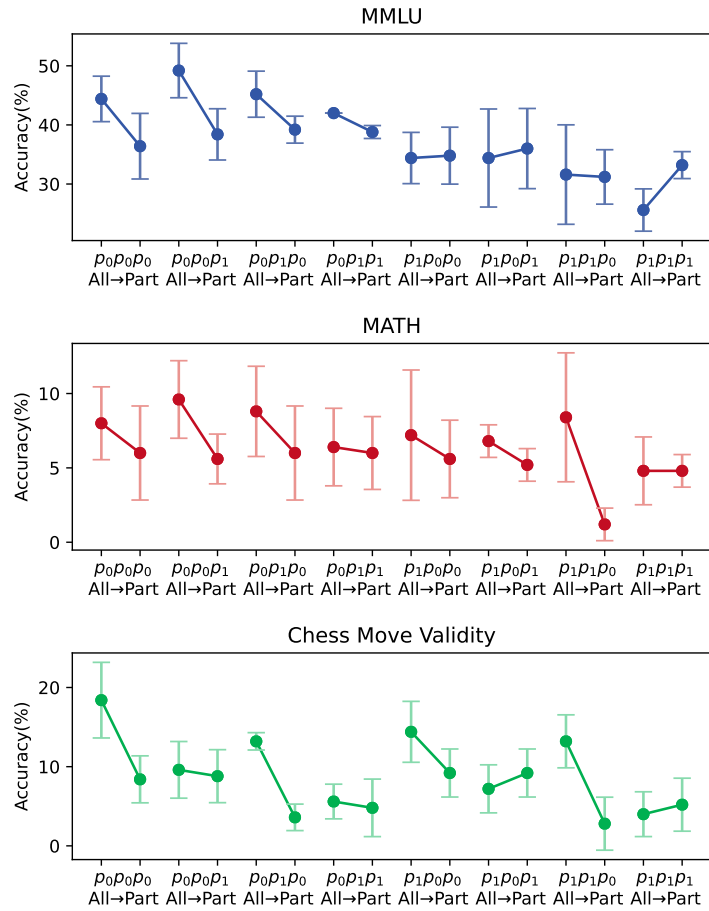 MMLU
Accuracy(%)
50
40
30
p₀p₀p₀ p₀p₀p₁ p₀p₁p₀ p₀p₁p₁ p₁p₀p₀ p₁p₀p₁ p₁p₁p₀ p₁p₁p₁
All→Part All→Part All→Part All→Part All→Part All→Part All→Part All→Part
MATH
Accuracy(%)
10
5
0
p₀p₀p₀ p₀p₀p₁ p₀p₁p₀ p₀p₁p₁ p₁p₀p₀ p₁p₀p₁ p₁p₁p₀ p₁p₁p₁
All→Part All→Part All→Part All→Part All→Part All→Part All→Part All→Part
Chess Move Validity
Accuracy(%)
20
10
0
p₀p₀p₀ p₀p₀p₁ p₀p₁p₀ p₀p₁p₁ p₁p₀p₀ p₁p₀p₁ p₁p₁p₀ p₁p₁p₁
All→Part All→Part All→Part All→Part All→Part All→Part All→Part All→Part